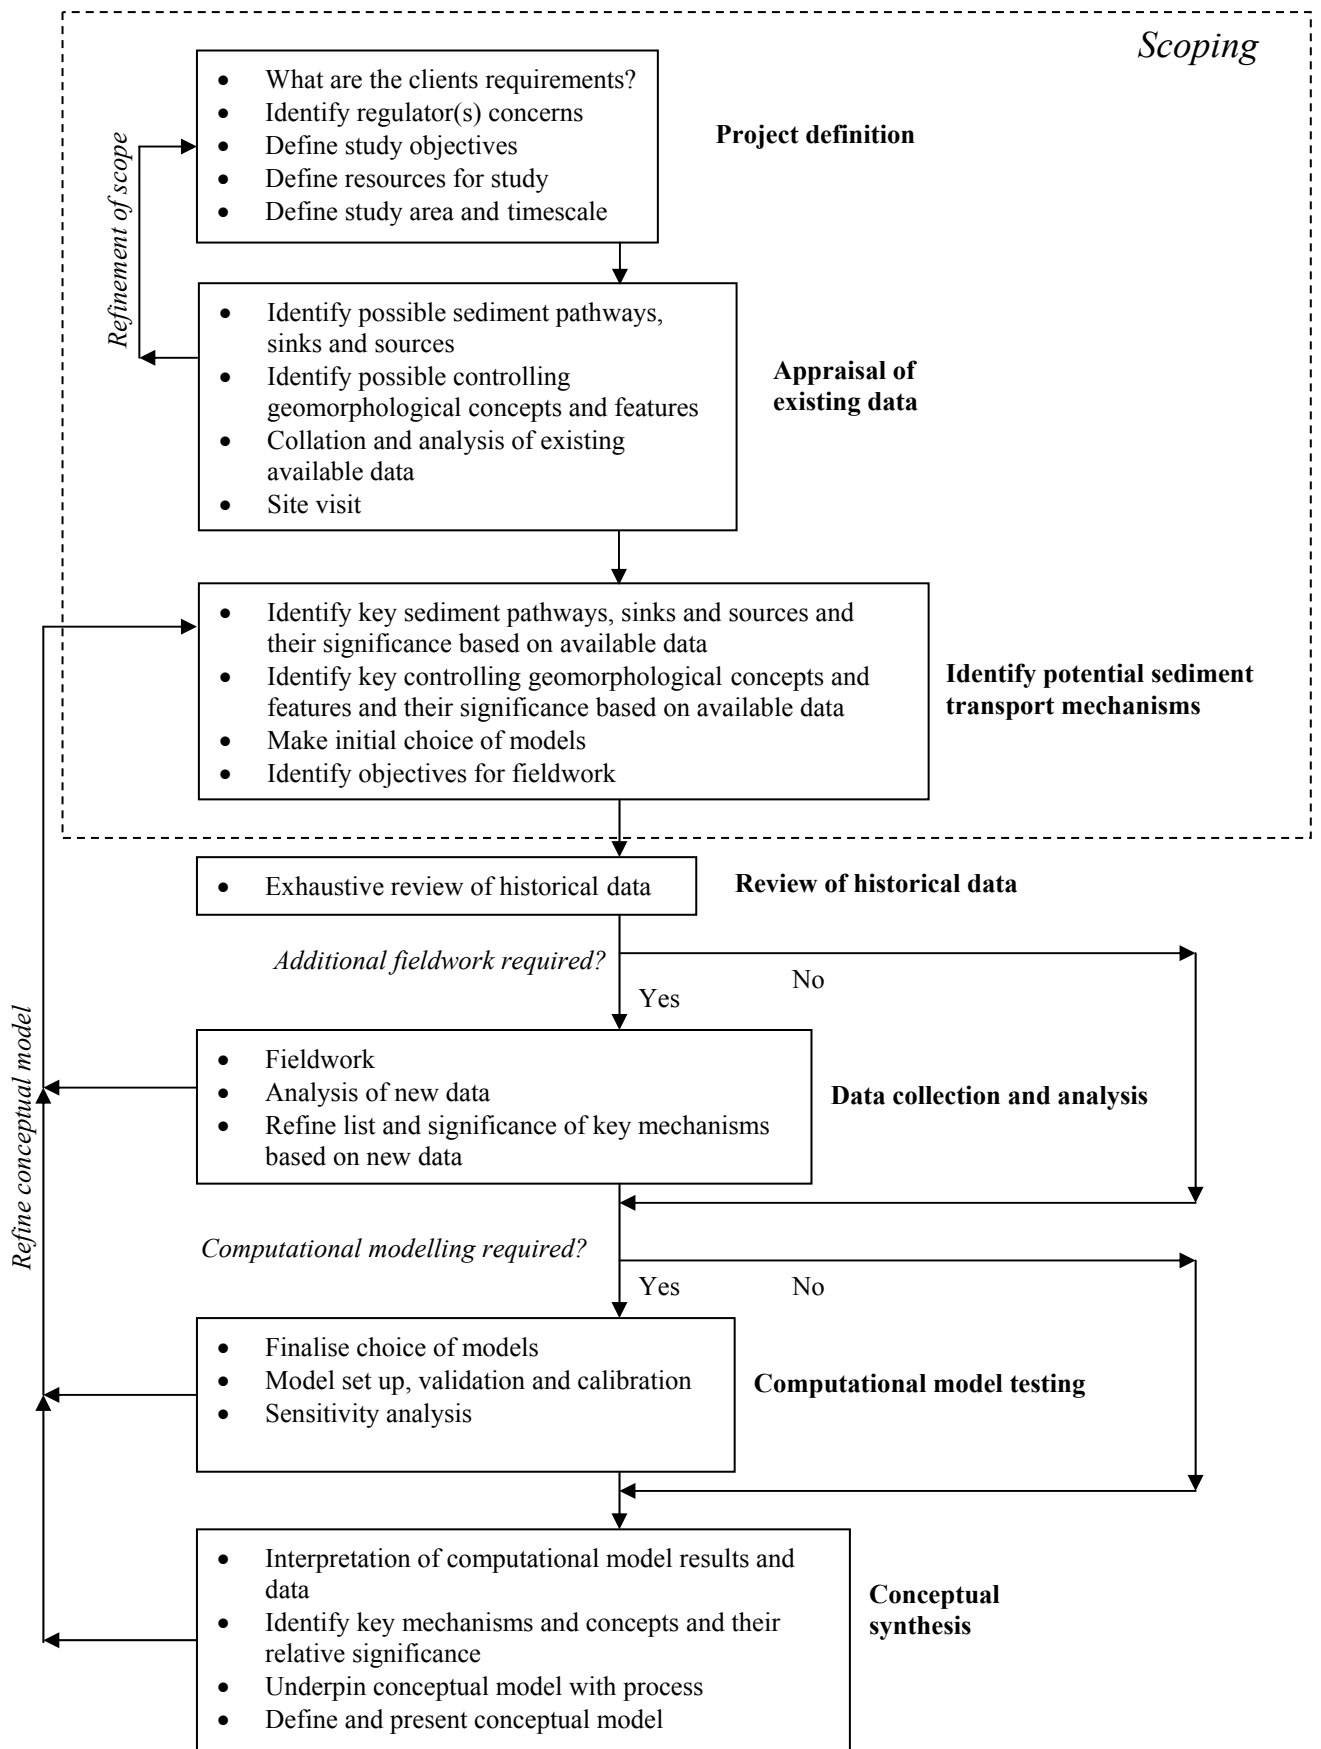 Scoping
• What are the clients requirements?
• Identify regulator(s) concerns
• Define study objectives
• Define resources for study
• Define study area and timescale
Project definition
Refinement of scope
• Identify possible sediment pathways,
sinks and sources
• Identify possible controlling
geomorphological concepts and features
• Collation and analysis of existing
available data
• Site visit
Appraisal of
existing data
• Identify key sediment pathways, sinks and sources and
their significance based on available data
• Identify key controlling geomorphological concepts and
features and their significance based on available data
• Make initial choice of models
• Identify objectives for fieldwork
Identify potential sediment
transport mechanisms
• Exhaustive review of historical data
Review of historical data
Additional fieldwork required?
No
Yes
Refine conceptual model
• Fieldwork
• Analysis of new data
• Refine list and significance of key mechanisms
based on new data
Data collection and analysis
Computational modelling required?
Yes
No
• Finalise choice of models
• Model set up, validation and calibration
• Sensitivity analysis
Computational model testing
• Interpretation of computational model results and
data
• Identify key mechanisms and concepts and their
relative significance
• Underpin conceptual model with process
• Define and present conceptual model
Conceptual
synthesis